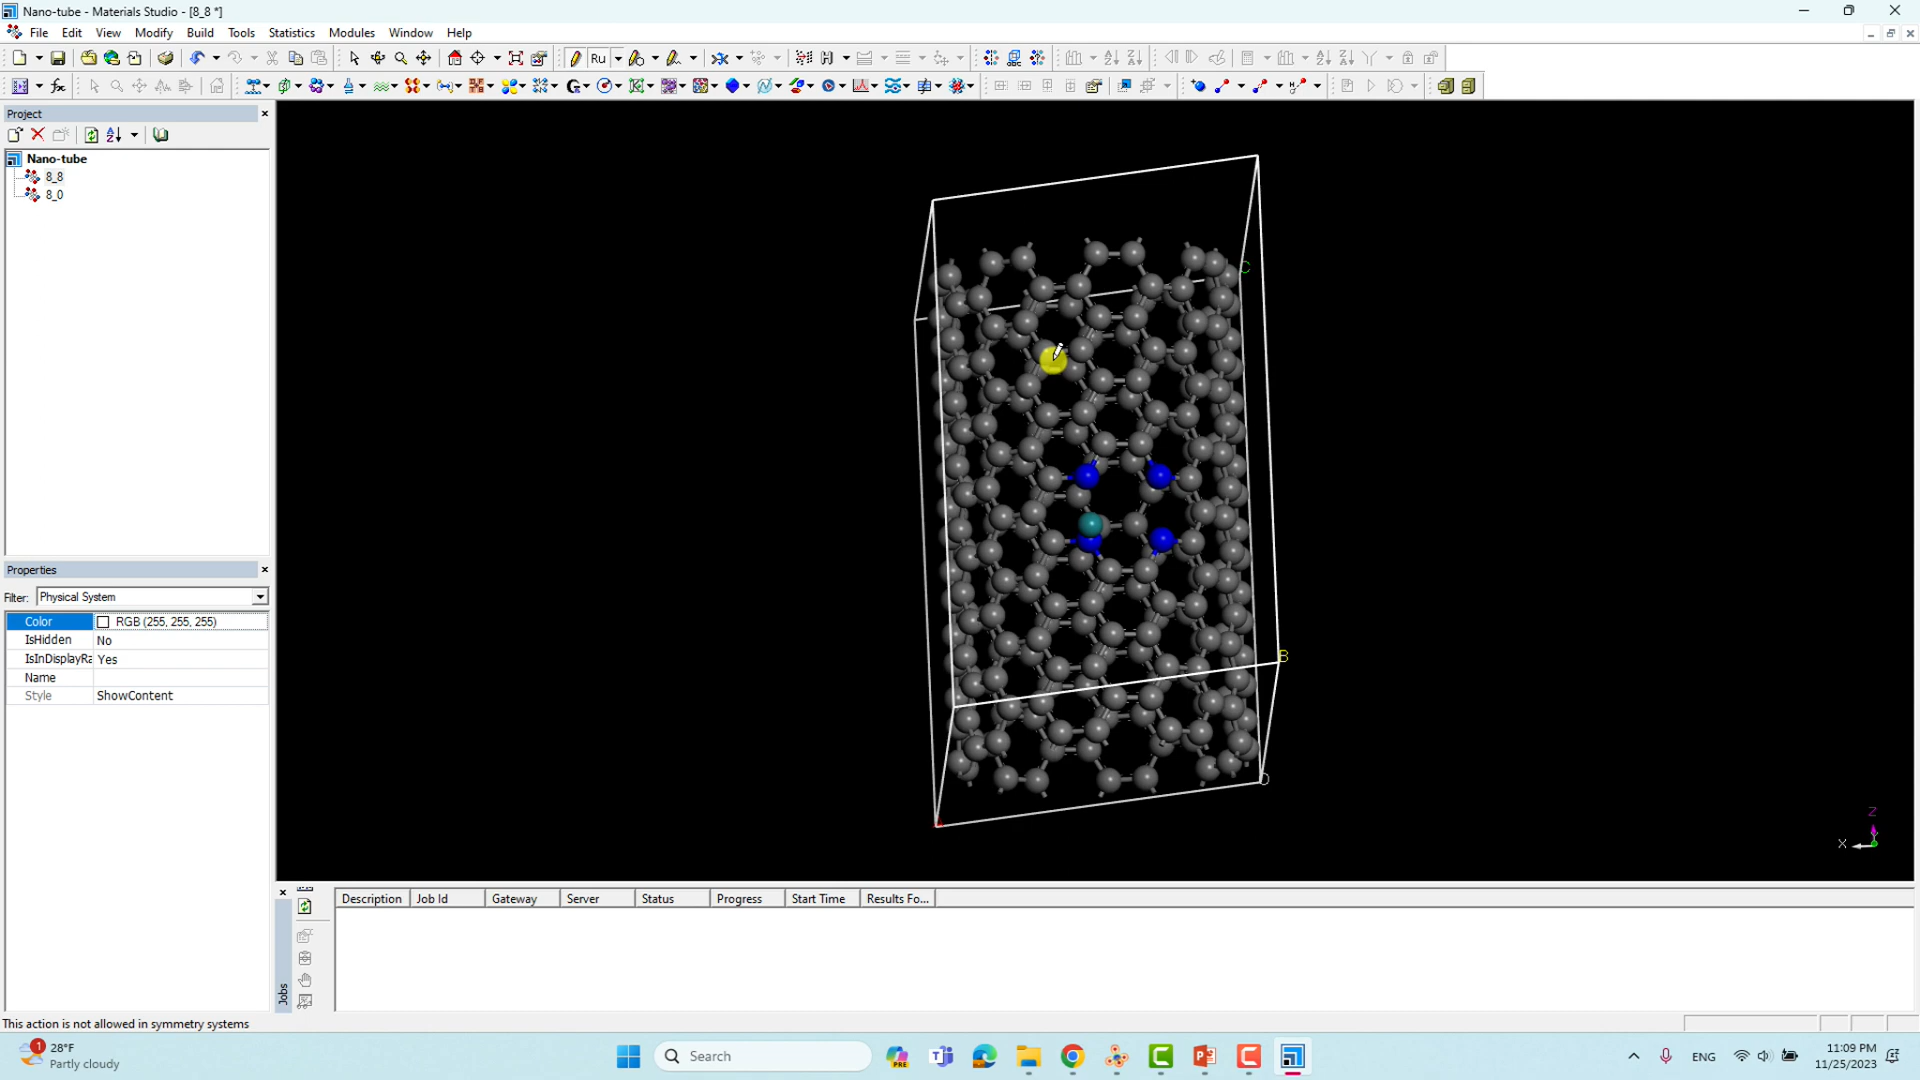 Nano-tube - Materials Studio - [8_8 *]
File Edit View Modify Build Tools Statistics Modules Window Help
Ru
Project
Nano-tube
8_8
8_0
Properties
Filter: Physical System
Color RGB (255, 255, 255)
IsHidden No
IsInDisplayRa Yes
Name
Style ShowContent
C
B
O
Z
Y
X
Description Job Id Gateway Server Status Progress Start Time Results Fo...
Jobs
This action is not allowed in symmetry systems
1
28°F
Partly cloudy
Search
PRE
ENG
11:09 PM
11/25/2023